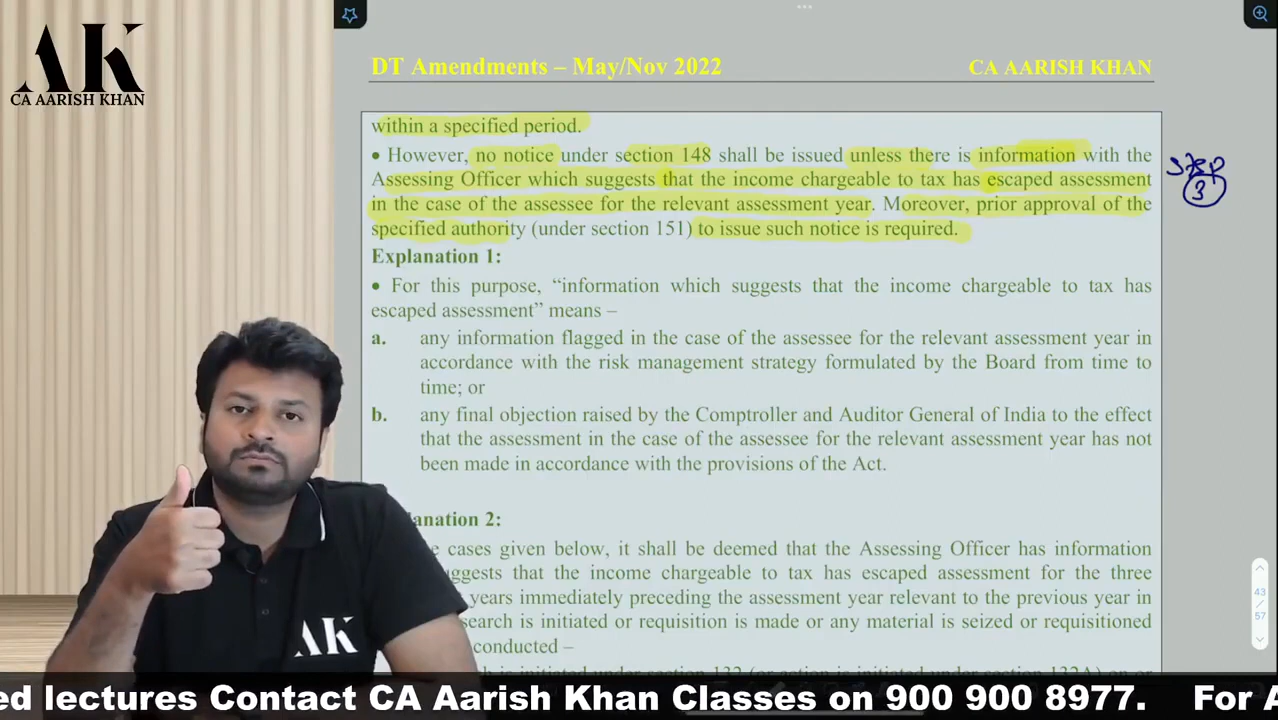 AK
CA AARISH KHAN
DT Amendments – May/Nov 2022
CA AARISH KHAN
within a specified period.
• However, no notice under section 148 shall be issued unless there is information with the
Assessing Officer which suggests that the income chargeable to tax has escaped assessment
in the case of the assessee for the relevant assessment year. Moreover, prior approval of the
specified authority (under section 151) to issue such notice is required.
3
Explanation 1:
• For this purpose, “information which suggests that the income chargeable to tax has
escaped assessment” means –
a. any information flagged in the case of the assessee for the relevant assessment year in
accordance with the risk management strategy formulated by the Board from time to
time; or
b. any final objection raised by the Comptroller and Auditor General of India to the effect
that the assessment in the case of the assessee for the relevant assessment year has not
been made in accordance with the provisions of the Act.
anation 2:
cases given below, it shall be deemed that the Assessing Officer has information
ggests that the income chargeable to tax has escaped assessment for the three
years immediately preceding the assessment year relevant to the previous year in
search is initiated or requisition is made or any material is seized or requisitioned
conducted –
is initiated under section 132
43
57
AK
ed lectures Contact CA Aarish Khan Classes on 900 900 8977. For A